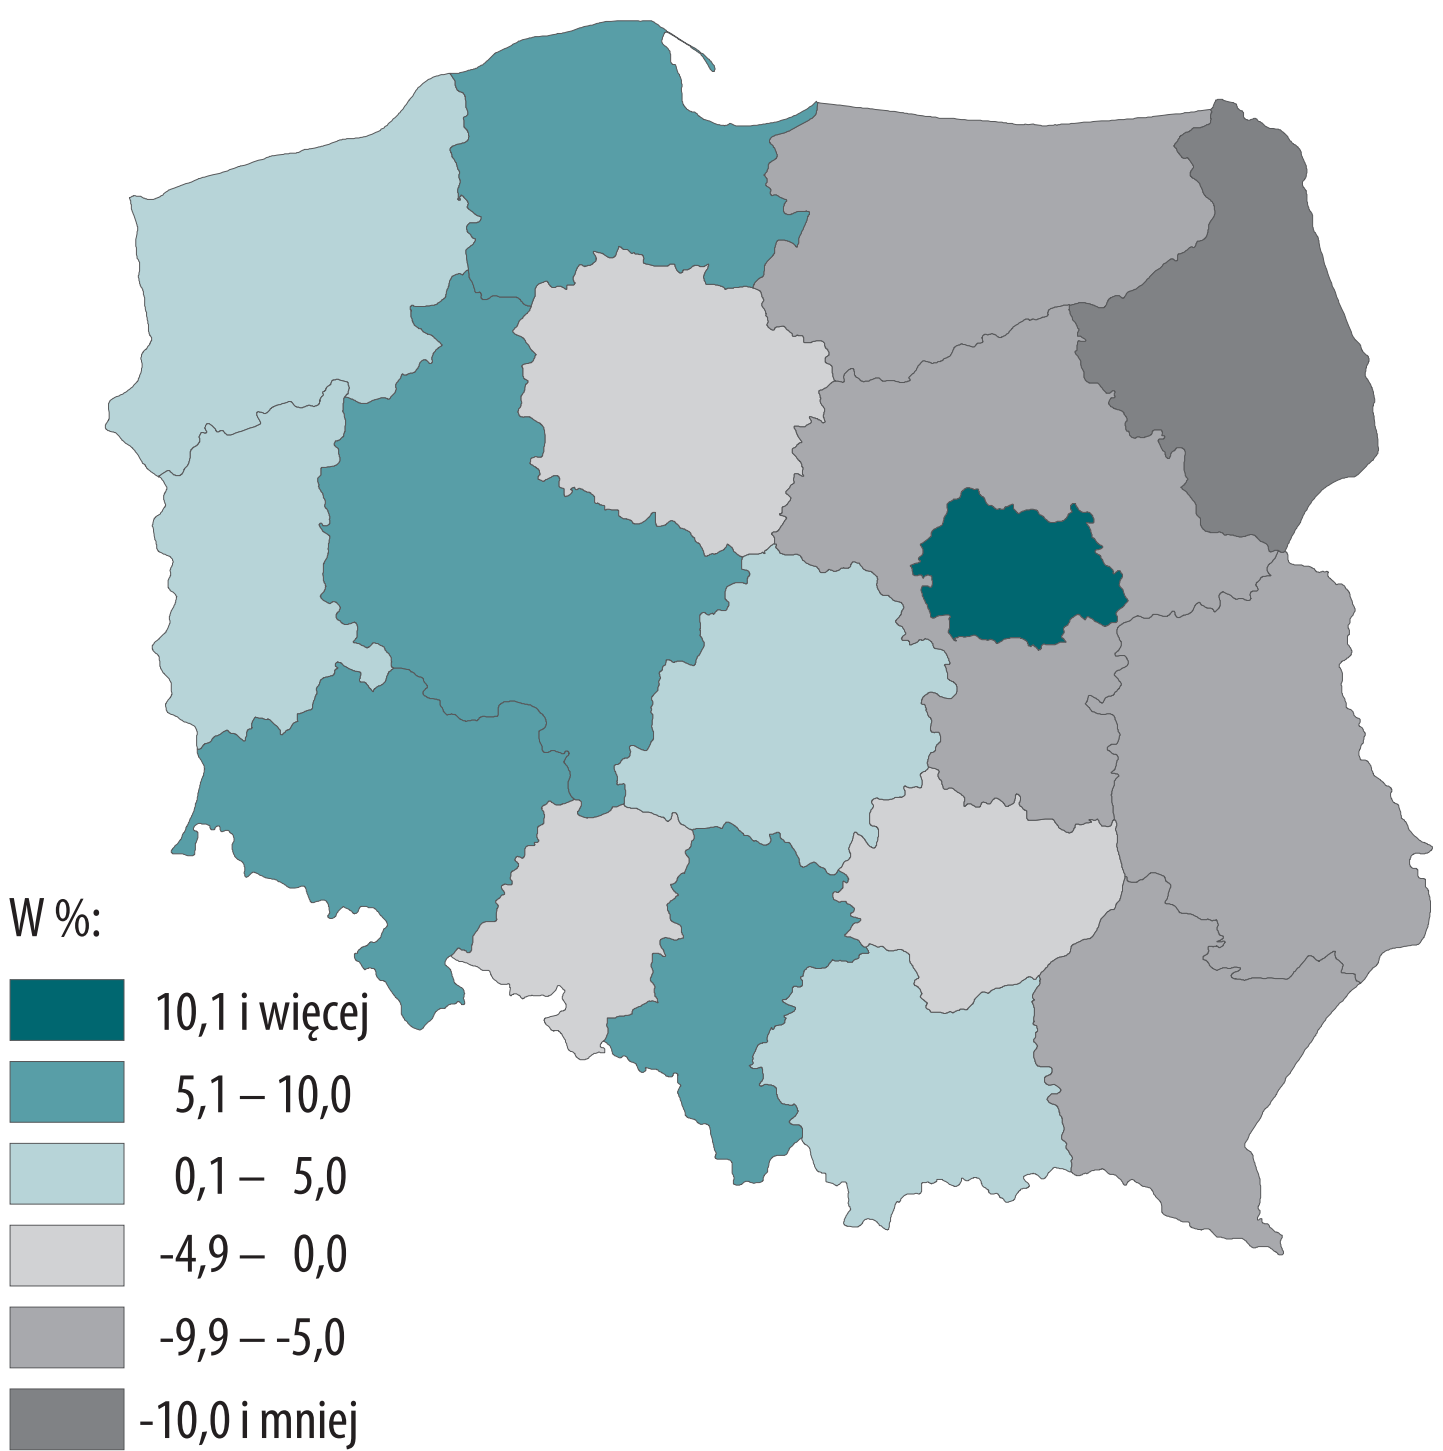 W %:
10,1 i więcej
5,1 – 10,0
0,1 – 5,0
-4,9 – 0,0
-9,9 – -5,0
-10,0 i mniej